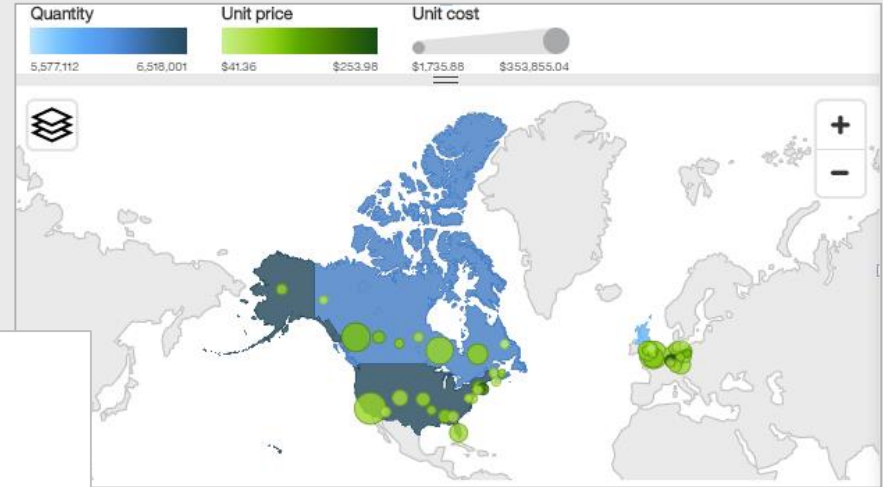 Quantity Unit price Unit cost
5,577,112 6,518,001 $41.36 $253.98 $1,735.88 $353,855.04
+
−